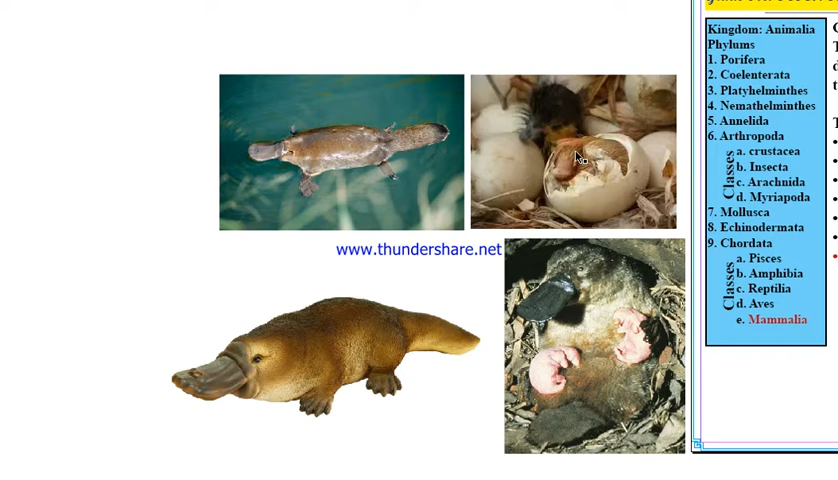 www.thundershare.net
Kingdom: Animalia
Phylums
1. Porifera
2. Coelenterata
3. Platyhelminthes
4. Nemathelminthes
5. Annelida
6. Arthropoda
Classes
a. crustacea
b. Insecta
c. Arachnida
d. Myriapoda
7. Mollusca
8. Echinodermata
9. Chordata
Classes
a. Pisces
b. Amphibia
c. Reptilia
d. Aves
e. Mammalia